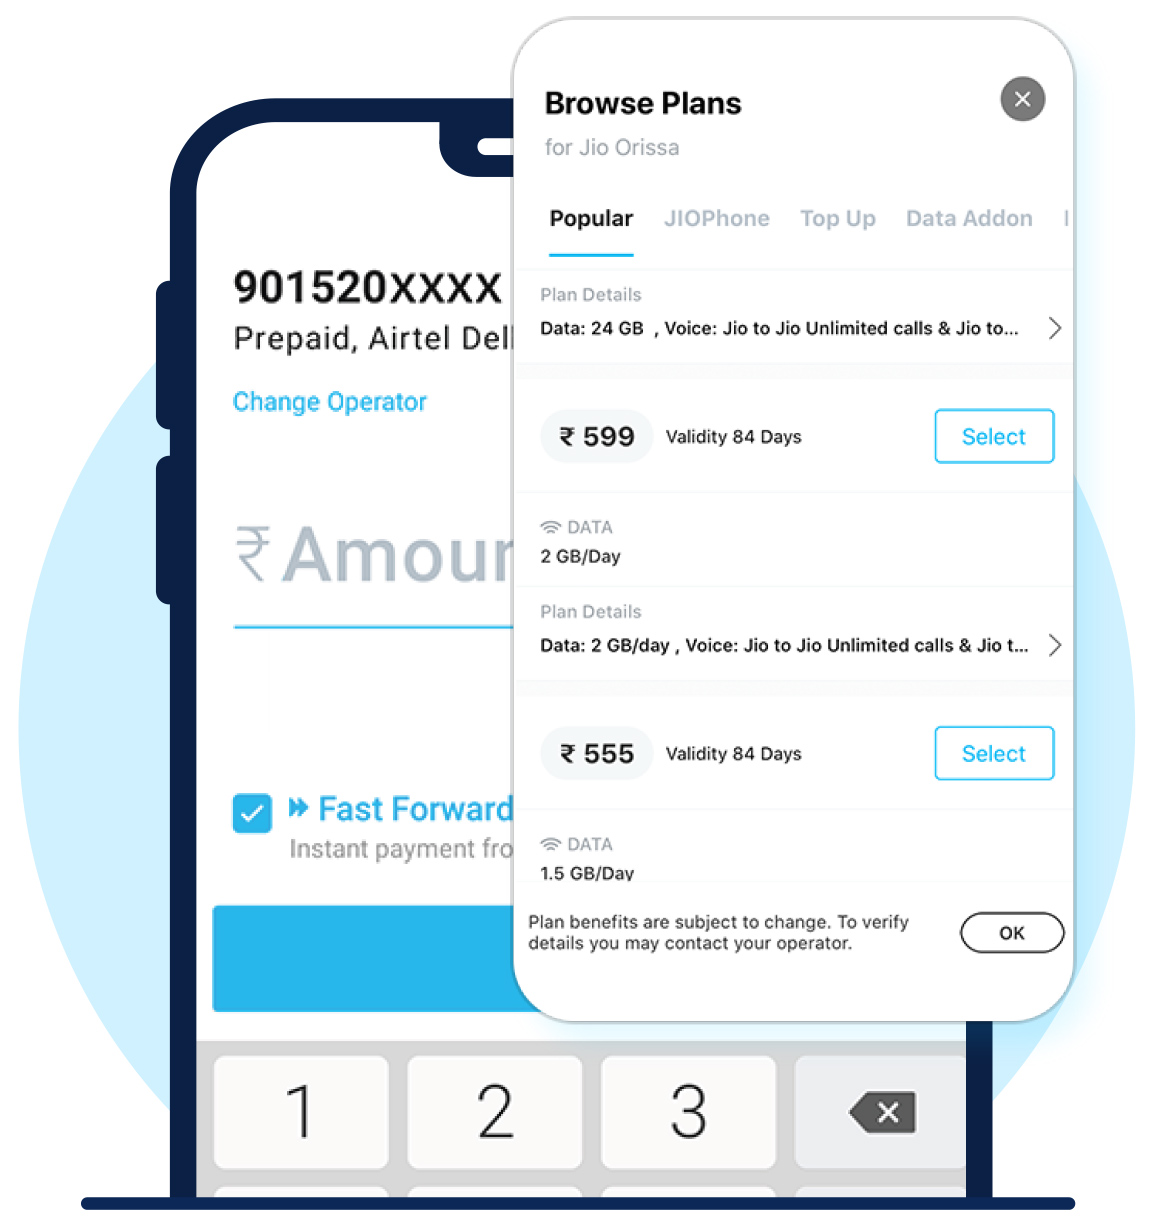 901520XXXX
Prepaid, Airtel
Change Operator
₹
Fast Forward
Instant payment
1 2 3
Browse Plans
for Jio Orissa
Popular JIOPhone Top Up Data Addon
Plan Details
Data: 24 GB , Voice: Jio to Jio Unlimited calls & Jio to...
₹ 599 Validity 84 Days Select
DATA
2 GB/Day
Plan Details
Data: 2 GB/day , Voice: Jio to Jio Unlimited calls & Jio t...
₹ 555 Validity 84 Days Select
DATA
1.5 GB/Day
Plan benefits are subject to change. To verify
details you may contact your operator.
OK